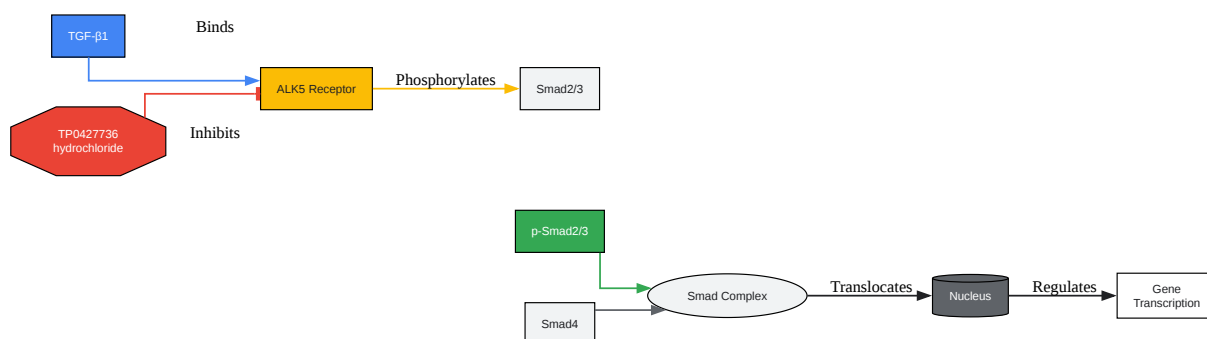 TGF-β1
Binds
ALK5 Receptor
Phosphorylates
Smad2/3
TP0427736
hydrochloride
Inhibits
p-Smad2/3
Smad4
Smad Complex
Translocates
Nucleus
Regulates
Gene
Transcription